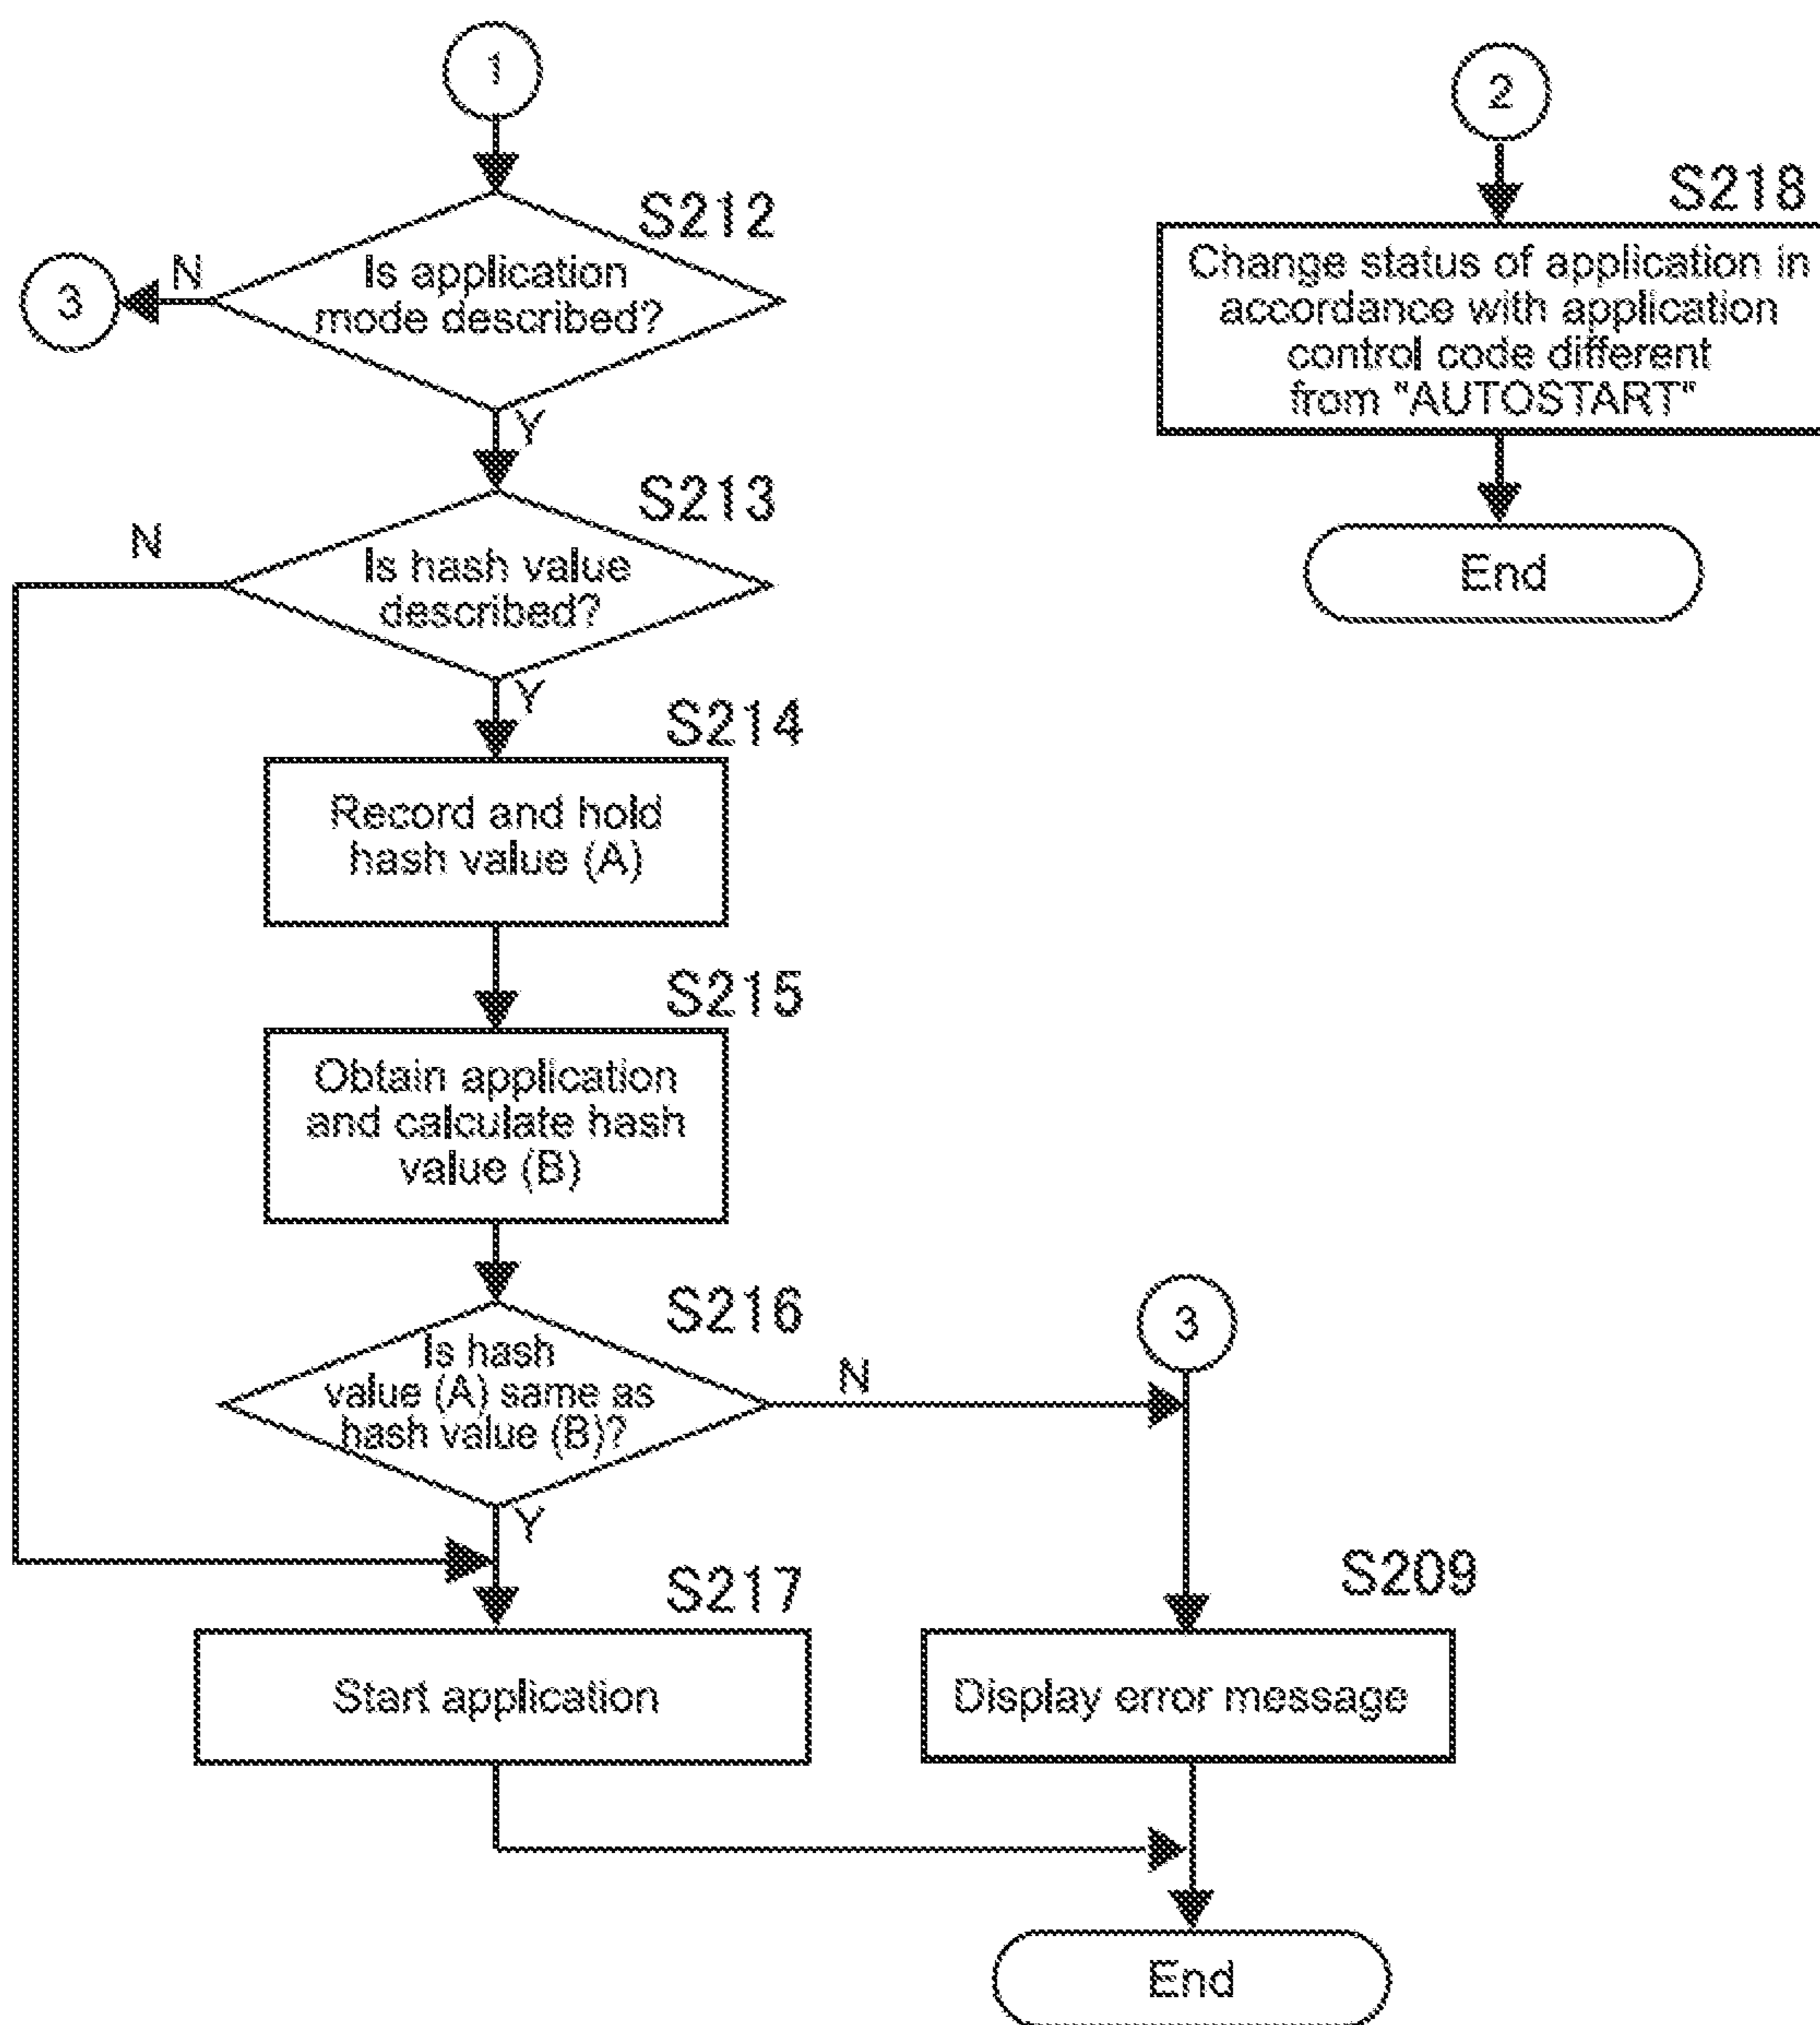 1
S212
Is application
mode described?
N
3
Y
S213
Is hash value
described?
N
Y
S214
Record and hold
hash value (A)
S215
Obtain application
and calculate hash
value (B)
S216
Is hash
value (A) same as
hash value (B)?
N
3
Y
S217
Start application
S209
Display error message
End
2
S218
Change status of application in
accordance with application
control code different
from "AUTOSTART"
End